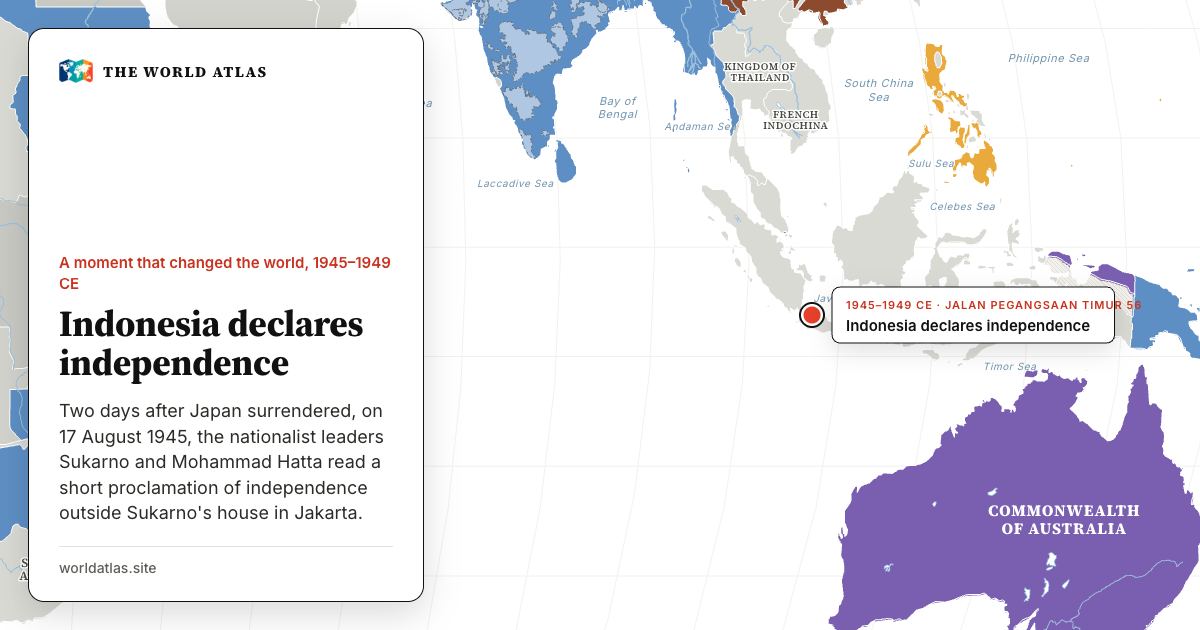 THE WORLD ATLAS
A moment that changed the world, 1945–1949
CE
Indonesia declares
independence
Two days after Japan surrendered, on
17 August 1945, the nationalist leaders
Sukarno and Mohammad Hatta read a
short proclamation of independence
outside Sukarno's house in Jakarta.
worldatlas.site
KINGDOM OF
THAILAND
FRENCH
INDOCHINA
Bay of
Bengal
Andaman Se
Laccadive Sea
South China
Sea
Philippine Sea
Sulu Sea
Celebes Sea
Jav
1945–1949 CE · JALAN PEGANGSAAN TIMUR 56
Indonesia declares independence
Timor Sea
COMMONWEALTH
OF AUSTRALIA